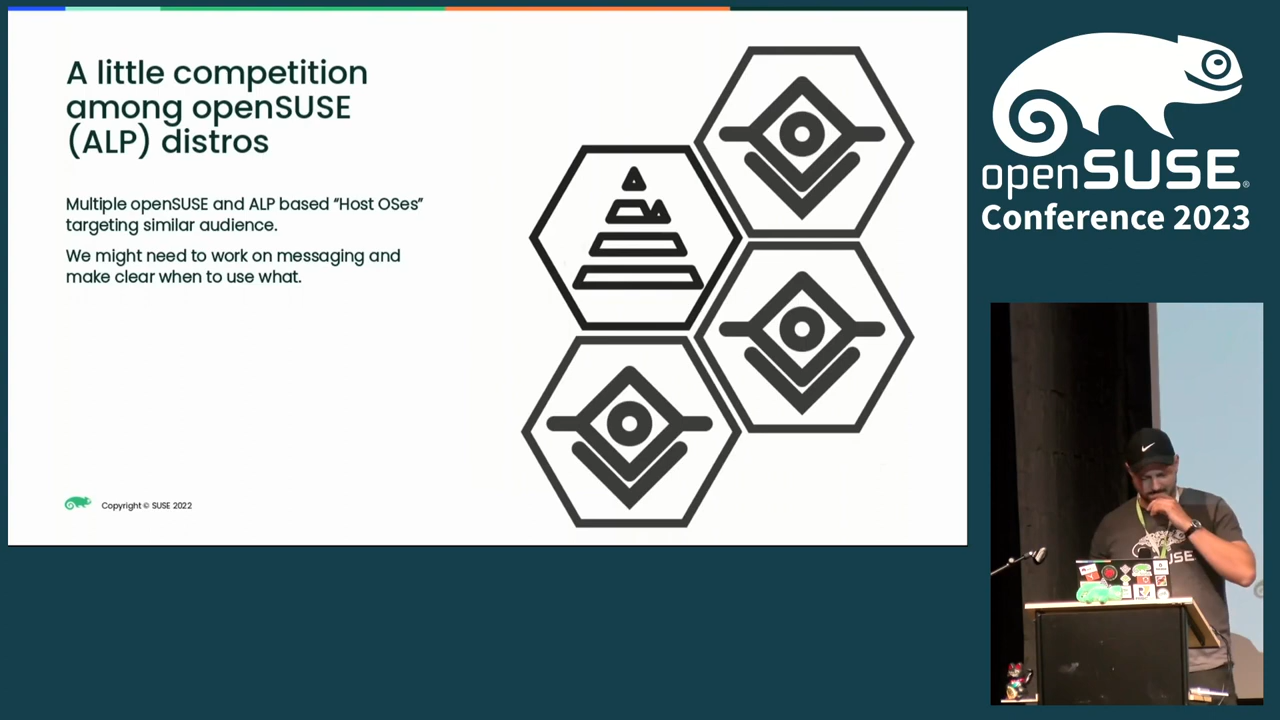 A little competition
among openSUSE
(ALP) distros
Multiple openSUSE and ALP based “Host OSes”
targeting similar audience.
We might need to work on messaging and
make clear when to use what.
Copyright © SUSE 2022
openSUSE®
Conference 2023